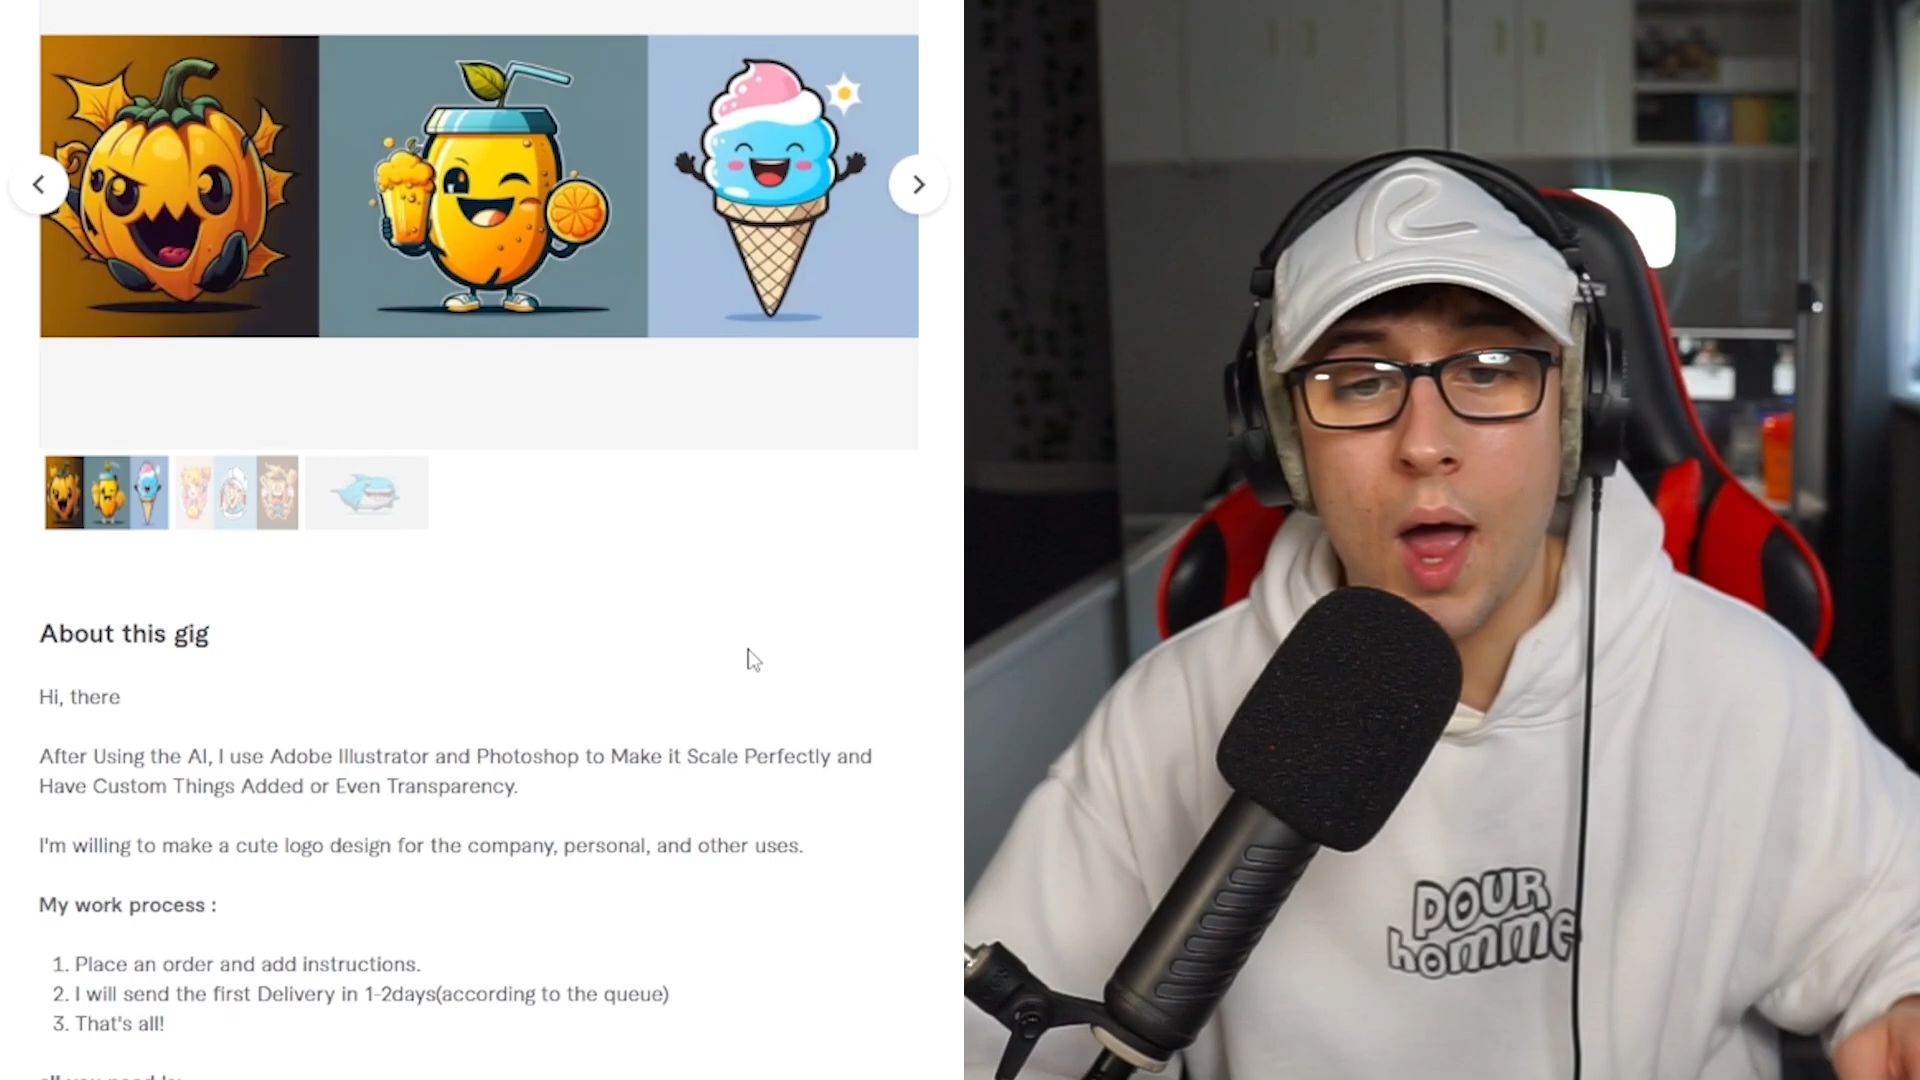 About this gig
Hi, there
After Using the AI, I use Adobe Illustrator and Photoshop to Make it Scale Perfectly and
Have Custom Things Added or Even Transparency.
I'm willing to make a cute logo design for the company, personal, and other uses.
My work process :
1. Place an order and add instructions.
2. I will send the first Delivery in 1-2days(according to the queue)
3. That's all!
POUR
homme